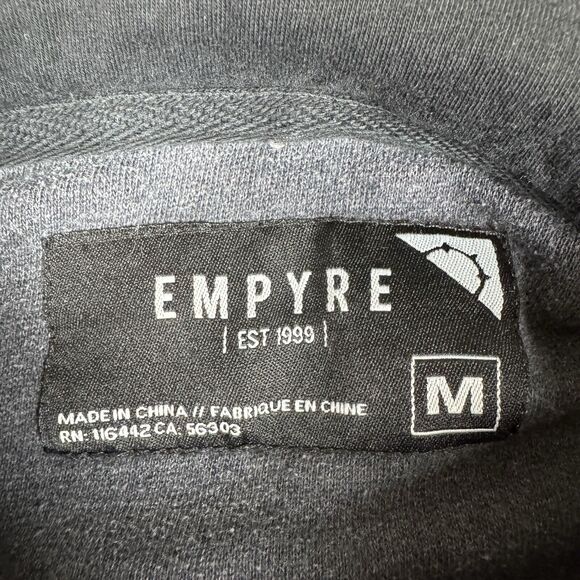 EMPYRE
| EST 1999 |
M
MADE IN CHINA // FABRIQUE EN CHINE
RN: 116442 CA: 56303